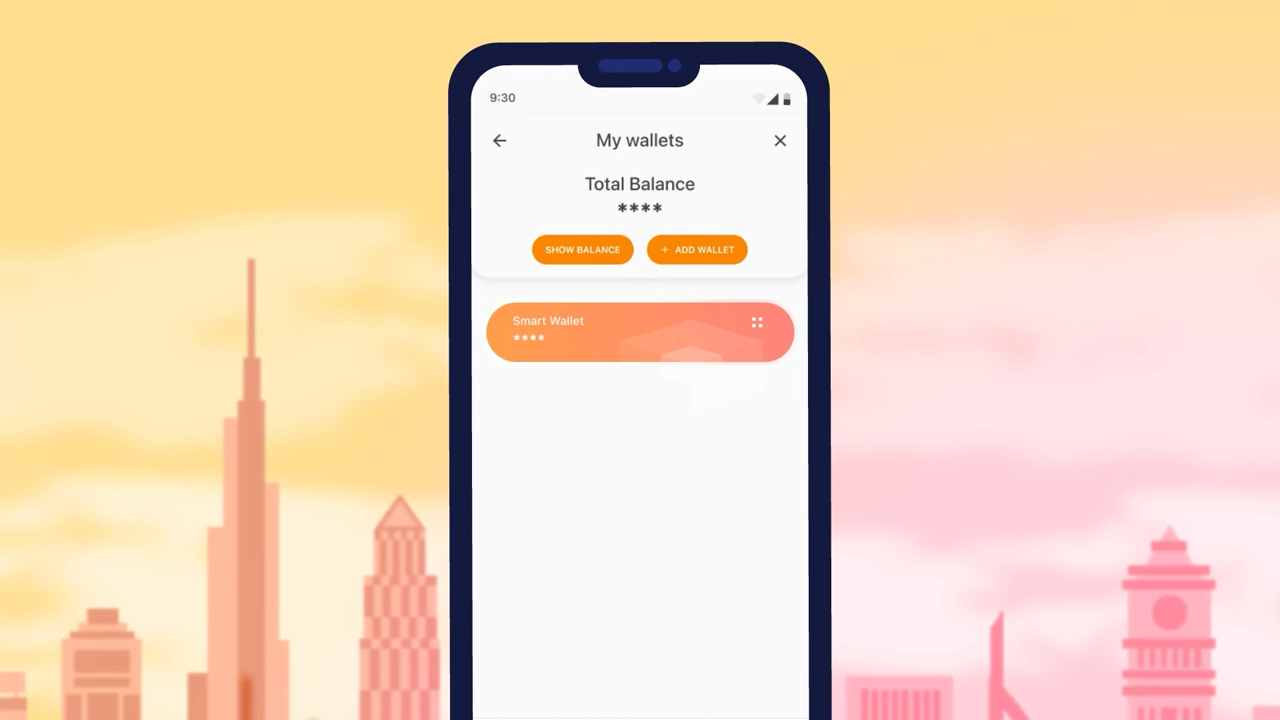 9:30
My wallets
Total Balance
****
SHOW BALANCE
+ ADD WALLET
Smart Wallet
****